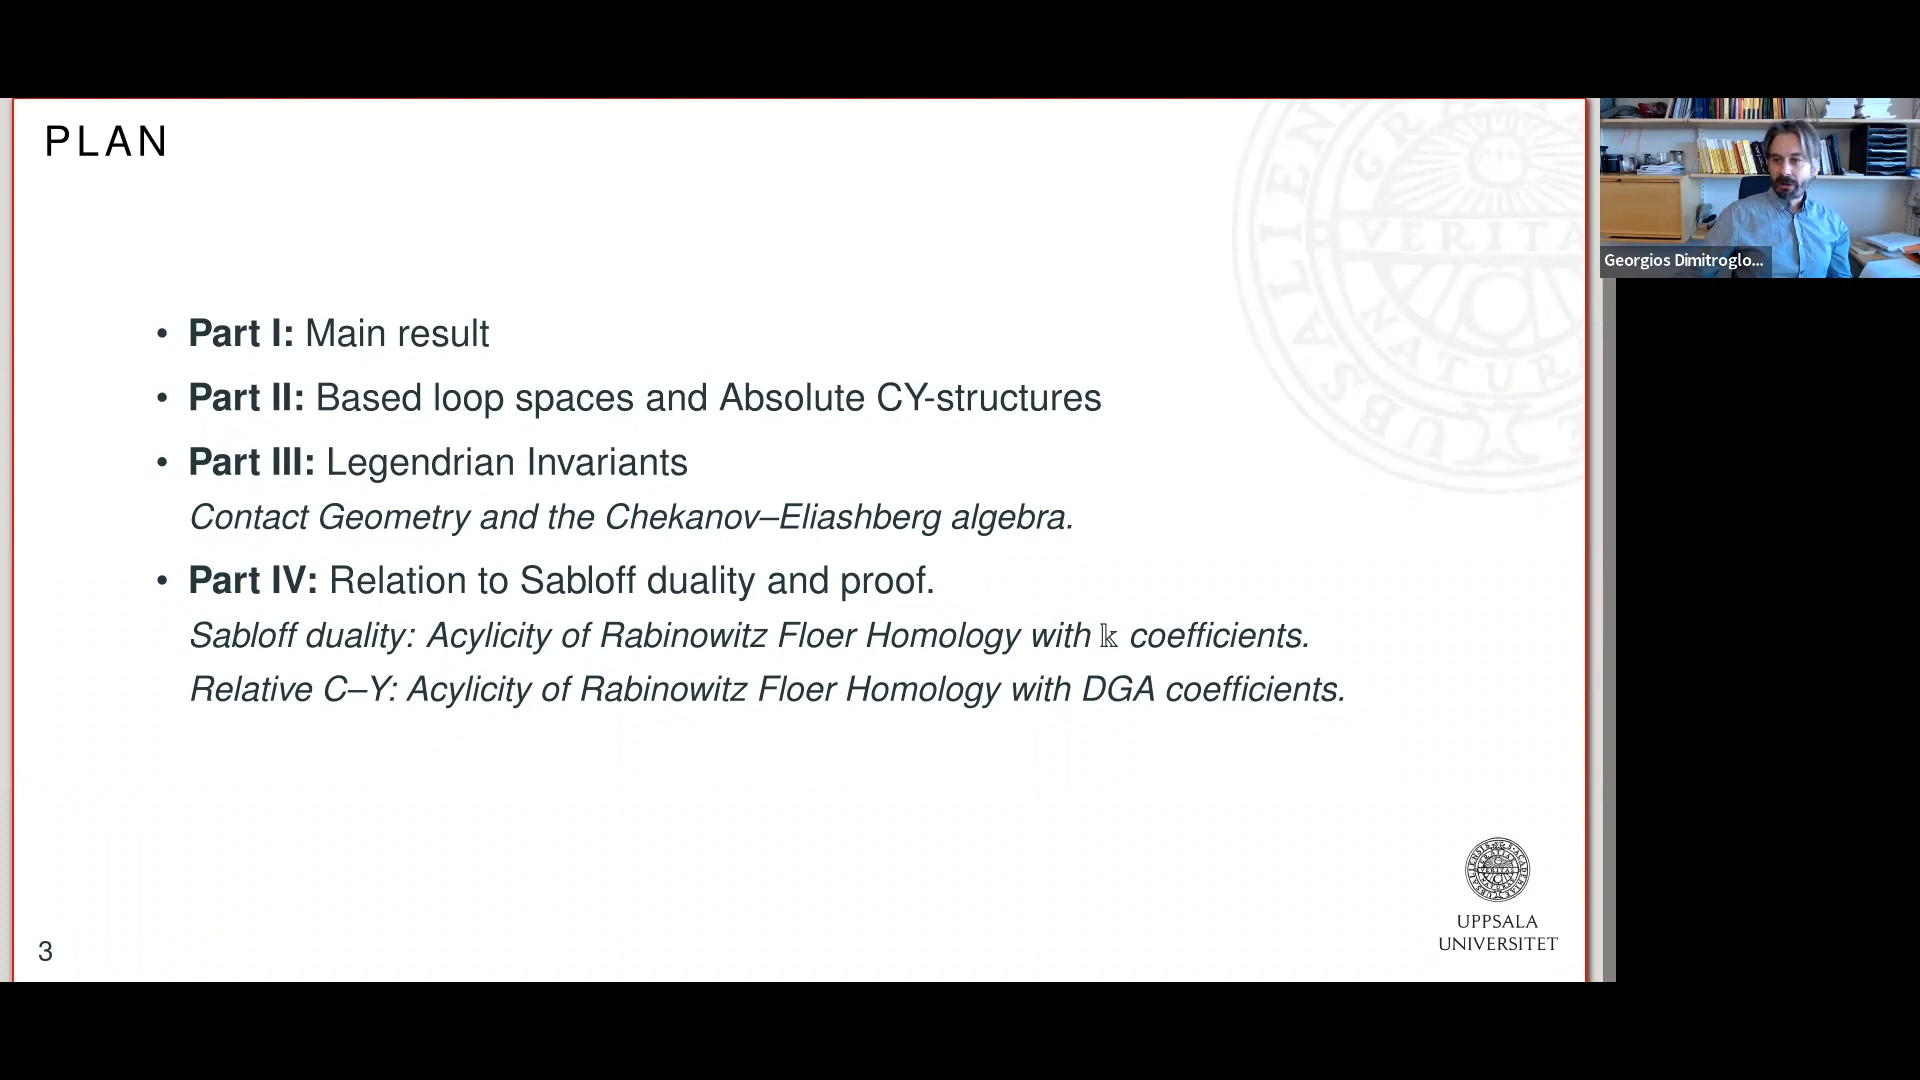 PLAN
• Part I: Main result
• Part II: Based loop spaces and Absolute CY-structures
• Part III: Legendrian Invariants
Contact Geometry and the Chekanov–Eliashberg algebra.
• Part IV: Relation to Sabloff duality and proof.
Sabloff duality: Acylicity of Rabinowitz Floer Homology with 𝕜 coefficients.
Relative C–Y: Acylicity of Rabinowitz Floer Homology with DGA coefficients.
3
UPPSALA
UNIVERSITET
Georgios Dimitroglo...
VERITA
NATUR